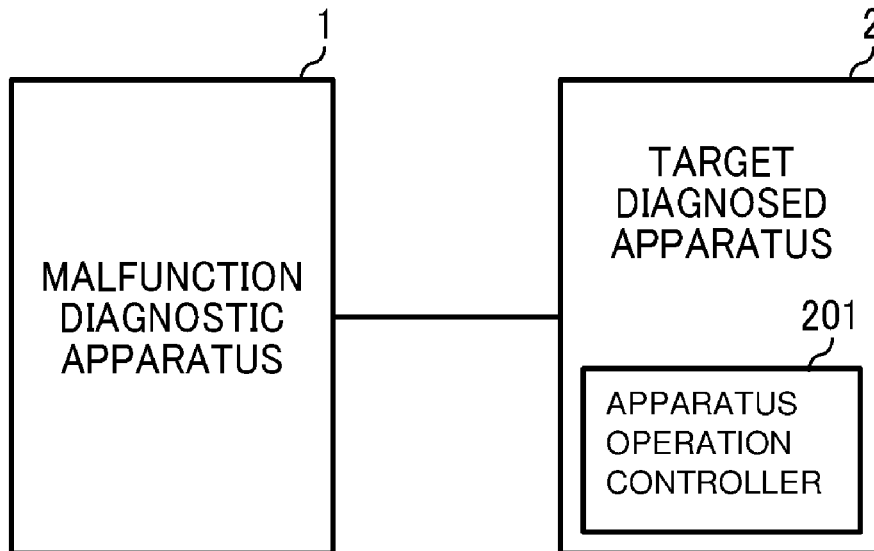 1
2
MALFUNCTION
DIAGNOSTIC
APPARATUS
TARGET
DIAGNOSED
APPARATUS
201
APPARATUS
OPERATION
CONTROLLER